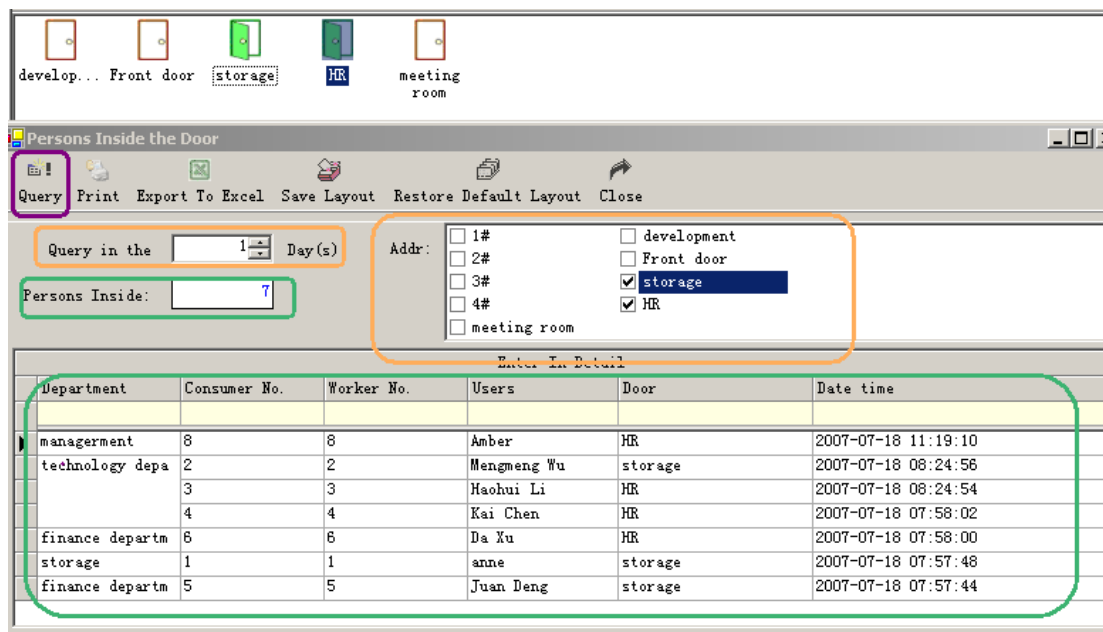 develop... Front door storage HR meeting room
Persons Inside the Door
Query Print Export To Excel Save Layout Restore Default Layout Close
Query in the 1 Day(s)
Persons Inside: 7
Addr:
1# development
2# Front door
3# storage
4# HR
meeting room
Enter In Detail
Department Consumer No. Worker No. Users Door Date time
managerment 8 8 Amber HR 2007-07-18 11:19:10
technology depa 2 2 Mengmeng Wu storage 2007-07-18 08:24:56
3 3 Haohui Li HR 2007-07-18 08:24:54
4 4 Kai Chen HR 2007-07-18 07:58:02
finance departm 6 6 Da Xu HR 2007-07-18 07:58:00
storage 1 1 anne storage 2007-07-18 07:57:48
finance departm 5 5 Juan Deng storage 2007-07-18 07:57:44